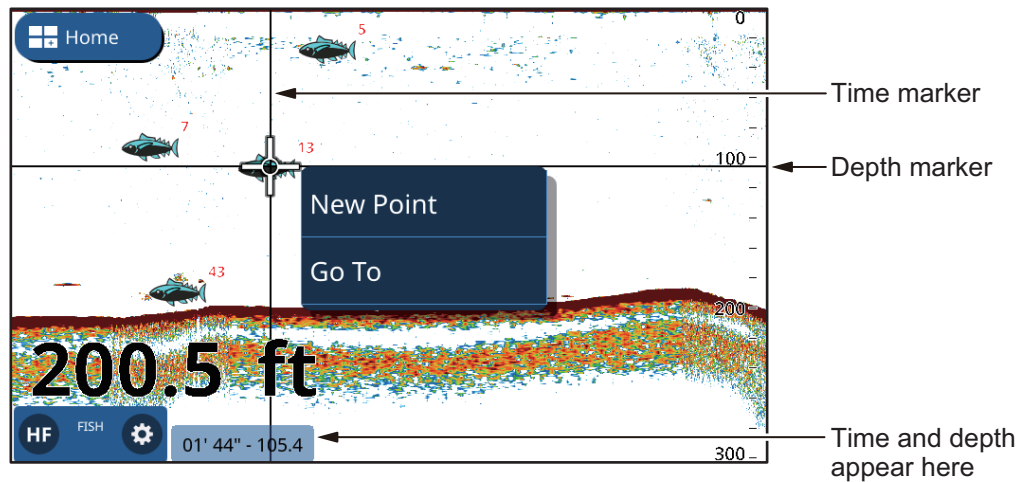 Home
0
5
Time marker
7
13
100
Depth marker
New Point
Go To
43
200
200.5 ft
HF
FISH
01' 44" - 105.4
Time and depth
appear here
300